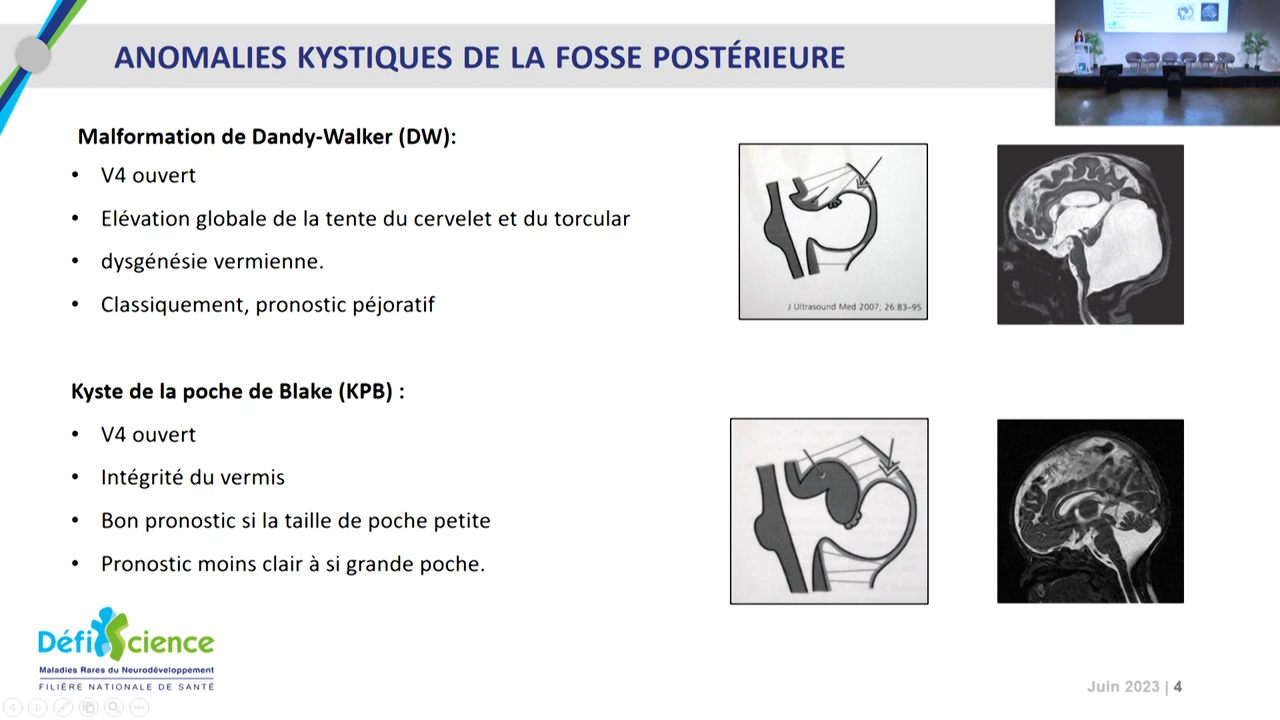 ANOMALIES KYSTIQUES DE LA FOSSE POSTÉRIEURE
Malformation de Dandy-Walker (DW):
• V4 ouvert
• Elévation globale de la tente du cervelet et du torcular
• dysgénésie vermienne.
• Classiquement, pronostic péjoratif
J Ultrasound Med 2007; 26:83–95
Kyste de la poche de Blake (KPB) :
• V4 ouvert
• Intégrité du vermis
• Bon pronostic si la taille de poche petite
• Pronostic moins clair à si grande poche.
DéfiScience
Maladies Rares du Neurodéveloppement
FILIÈRE NATIONALE DE SANTÉ
Juin 2023 | 4